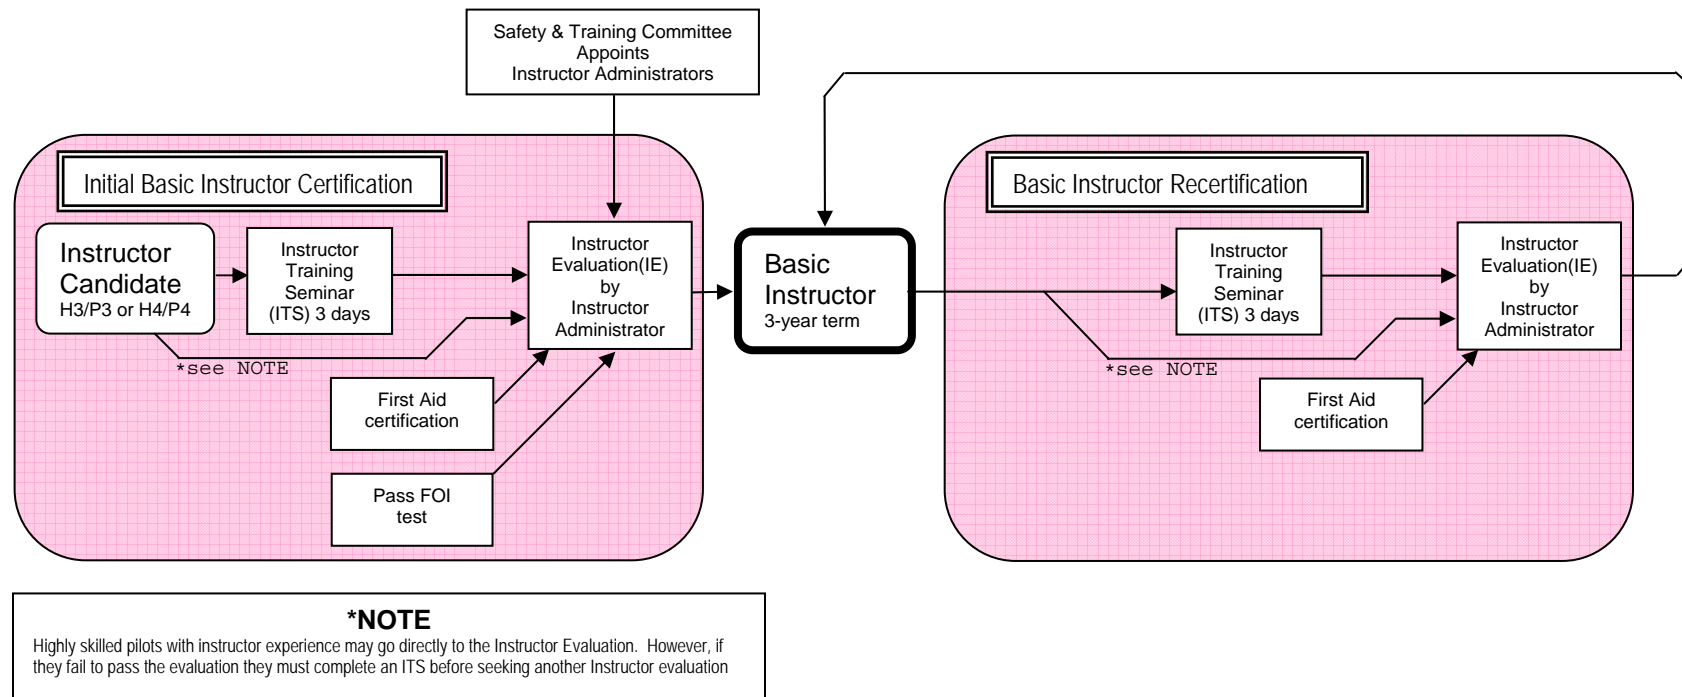 Safety & Training Committee
Appoints
Instructor Administrators
Initial Basic Instructor Certification
Instructor
Candidate
H3/P3 or H4/P4
Instructor
Training
Seminar
(ITS) 3 days
Instructor
Evaluation(IE)
by
Instructor
Administrator
*see NOTE
First Aid
certification
Pass FOI
test
Basic
Instructor
3-year term
Basic Instructor Recertification
Instructor
Training
Seminar
(ITS) 3 days
Instructor
Evaluation(IE)
by
Instructor
Administrator
*see NOTE
First Aid
certification
*NOTE
Highly skilled pilots with instructor experience may go directly to the Instructor Evaluation.  However, if
they fail to pass the evaluation they must complete an ITS before seeking another Instructor evaluation